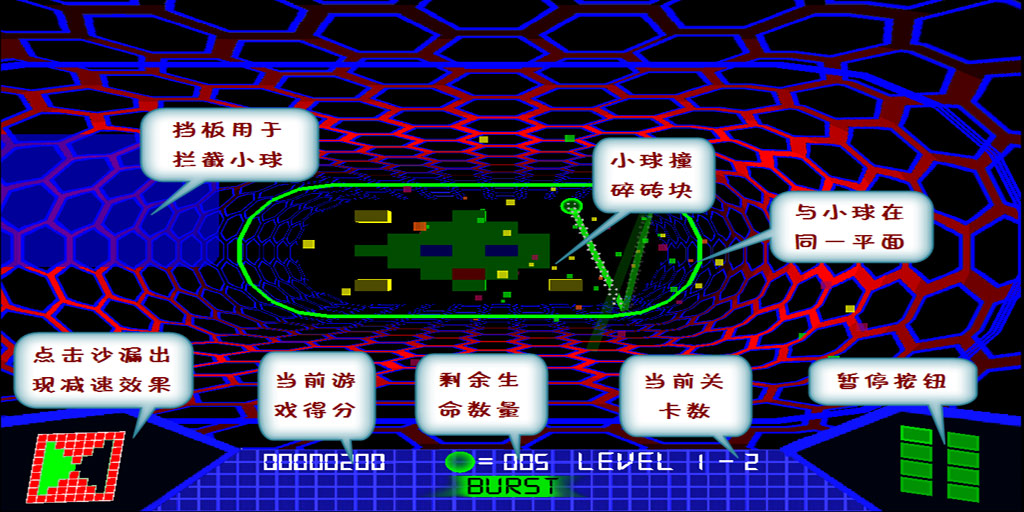 挡板用于
拦截小球
小球撞
碎砖块
与小球在
同一平面
点击沙漏出
现减速效果
当前游
戏得分
剩余生
命数量
当前关
卡数
暂停按钮
00000200
= 005
LEVEL 1-2
BURST